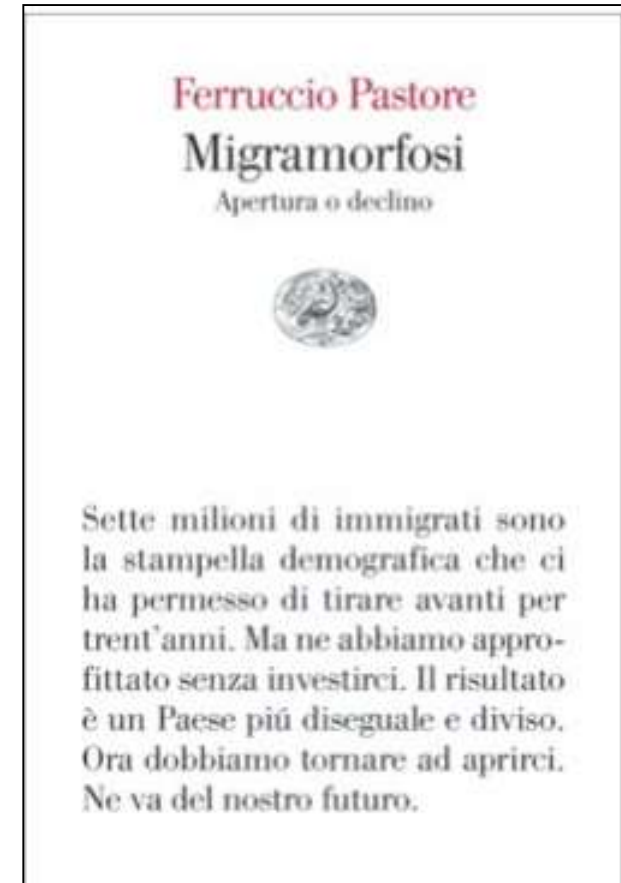 Ferruccio Pastore
Migramorfosi
Apertura o declino
Sette milioni di immigrati sono
la stampella demografica che ci
ha permesso di tirare avanti per
trent'anni. Ma ne abbiamo appro-
fittato senza investirci. Il risultato
è un Paese piú diseguale e diviso.
Ora dobbiamo tornare ad aprirci.
Ne va del nostro futuro.